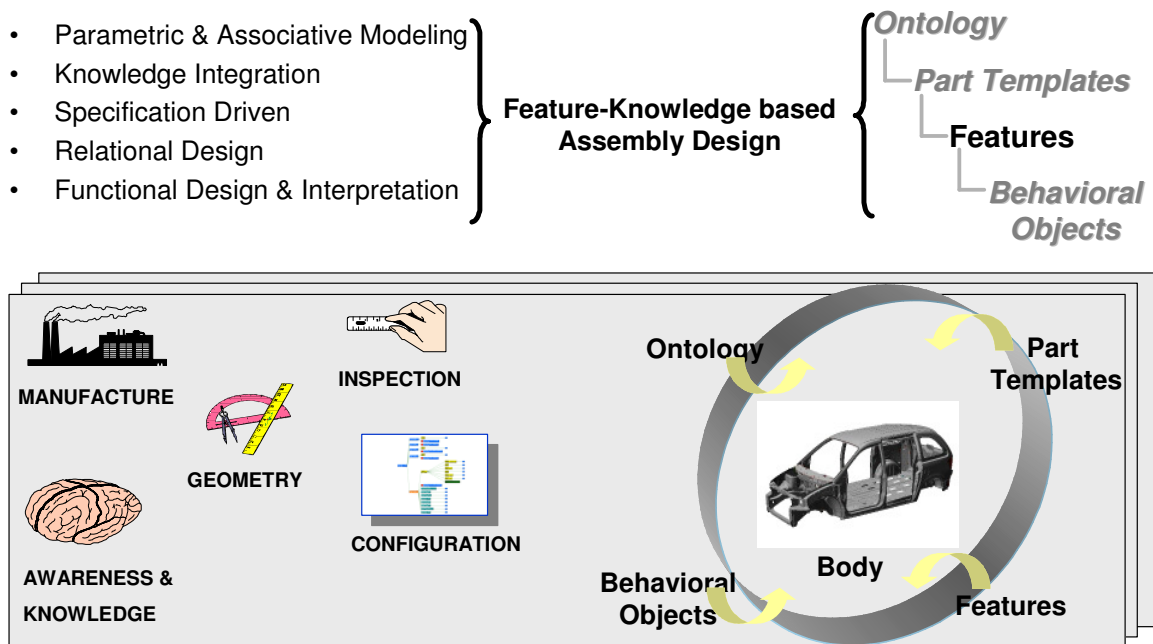 • Parametric & Associative Modeling
• Knowledge Integration
• Specification Driven
• Relational Design
• Functional Design & Interpretation
Feature-Knowledge based
Assembly Design
Ontology
Part Templates
Features
Behavioral
Objects
MANUFACTURE
INSPECTION
GEOMETRY
CONFIGURATION
AWARENESS &
KNOWLEDGE
Ontology
Part
Templates
Body
Behavioral
Objects
Features